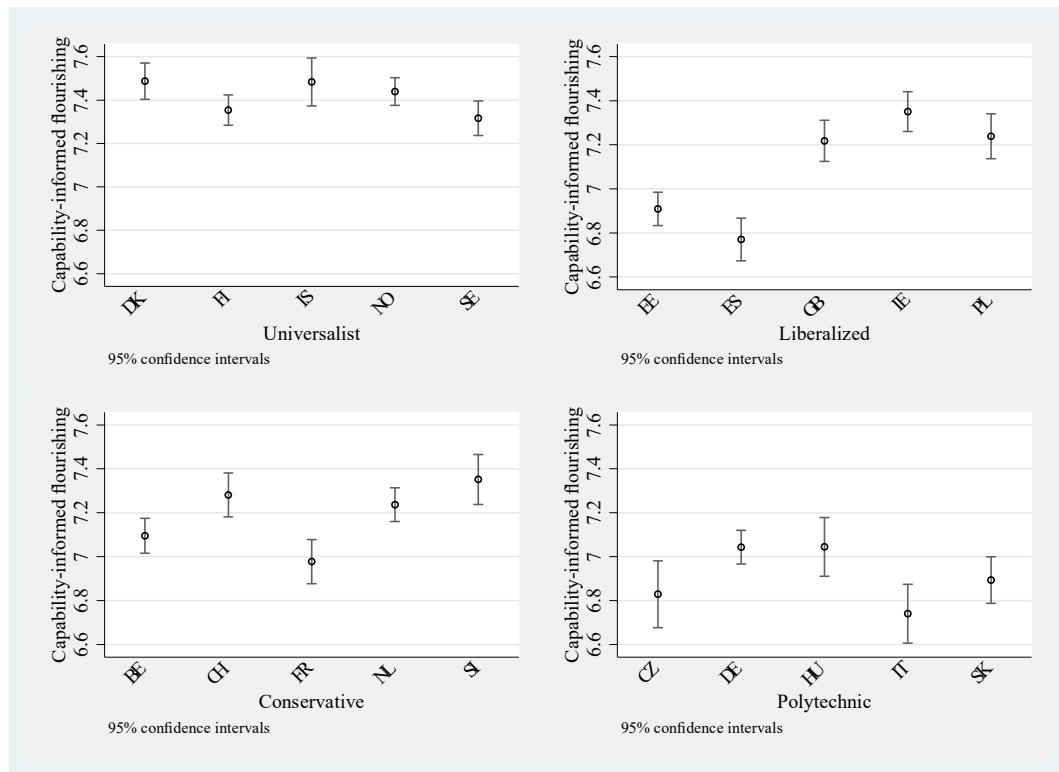 Capability-informed flourishing
7.6
7.4
7.2
7
6.8
6.6
DK FI IS NO SE
Universalist
95% confidence intervals
Capability-informed flourishing
7.6
7.4
7.2
7
6.8
6.6
EE ES GB IE PL
Liberalized
95% confidence intervals
Capability-informed flourishing
7.6
7.4
7.2
7
6.8
6.6
BE CH FR NL SI
Conservative
95% confidence intervals
Capability-informed flourishing
7.6
7.4
7.2
7
6.8
6.6
CZ DE HU IT SK
Polytechnic
95% confidence intervals